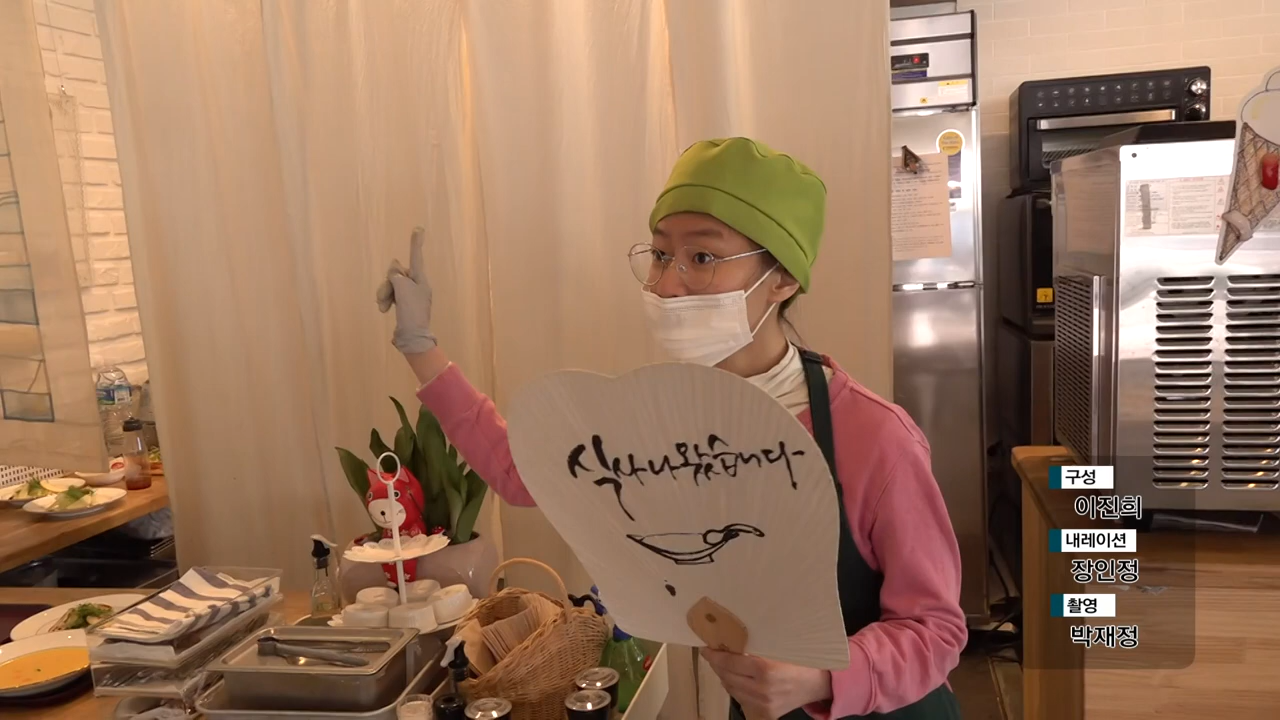 식사나왔습니다
구성
이진희
내레이션
장인정
촬영
박재정